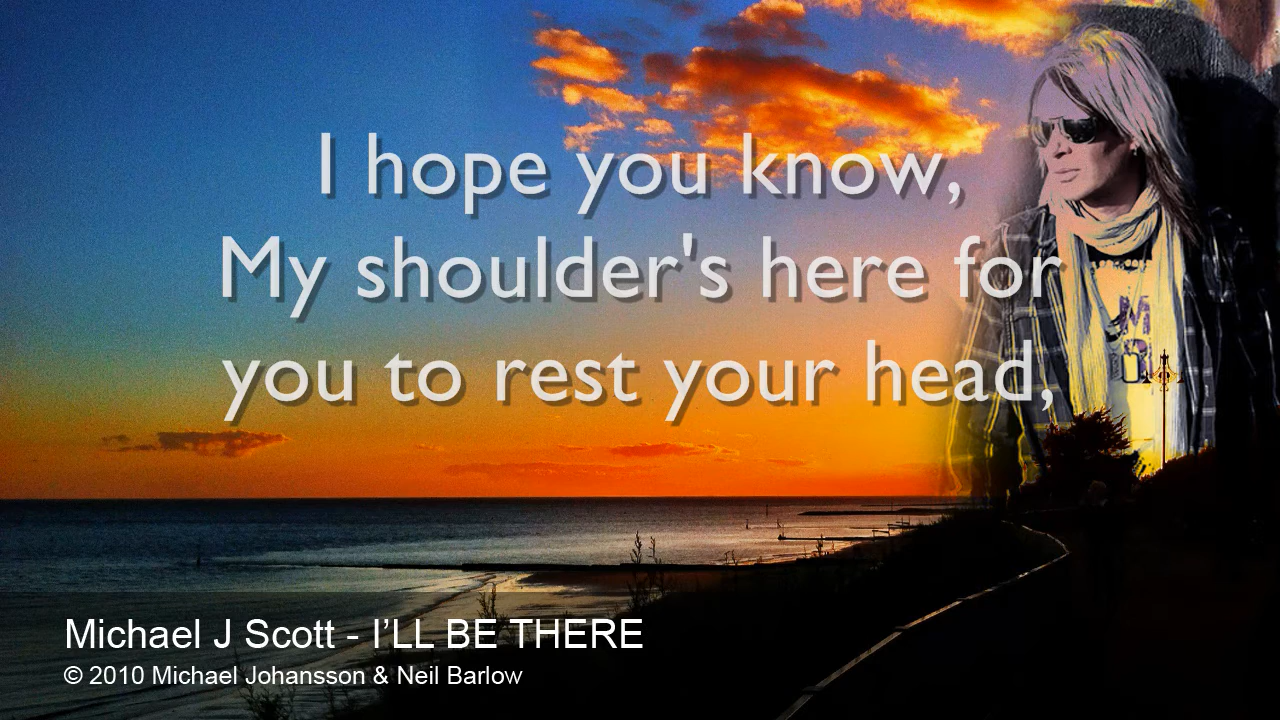 I hope you know,
My shoulder's here for
you to rest your head,
Michael J Scott - I’LL BE THERE
© 2010 Michael Johansson & Neil Barlow